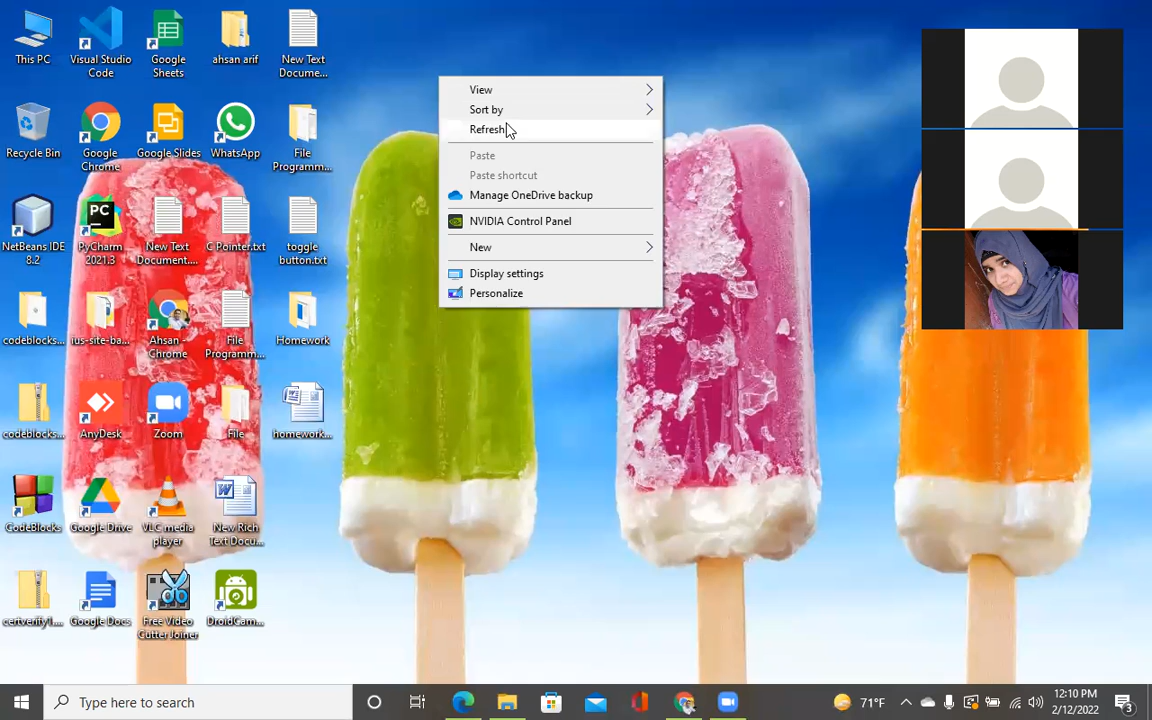 This PC
Visual Studio
Code
Google
Sheets
ahsan arif
New Text
Docume...
Recycle Bin
Google
Chrome
Google Slides
WhatsApp
File
Programm...
NetBeans IDE
8.2
PC
PyCharm
2021.3
New Text
Document....
C Pointer.txt
toggle
button.txt
codeblocks...
ius-site-ba...
Ahsan -
Chrome
File
Programm...
Homework
codeblocks...
AnyDesk
Zoom
File
homework...
CodeBlocks
Google Drive
VLC media
player
New Rich
Text Docu...
certverify1....
Google Docs
Free Video
Cutter Joiner
DroidCam...
View
Sort by
Refresh
Paste
Paste shortcut
Manage OneDrive backup
NVIDIA Control Panel
New
Display settings
Personalize
Type here to search
71°F
12:10 PM
2/12/2022
3